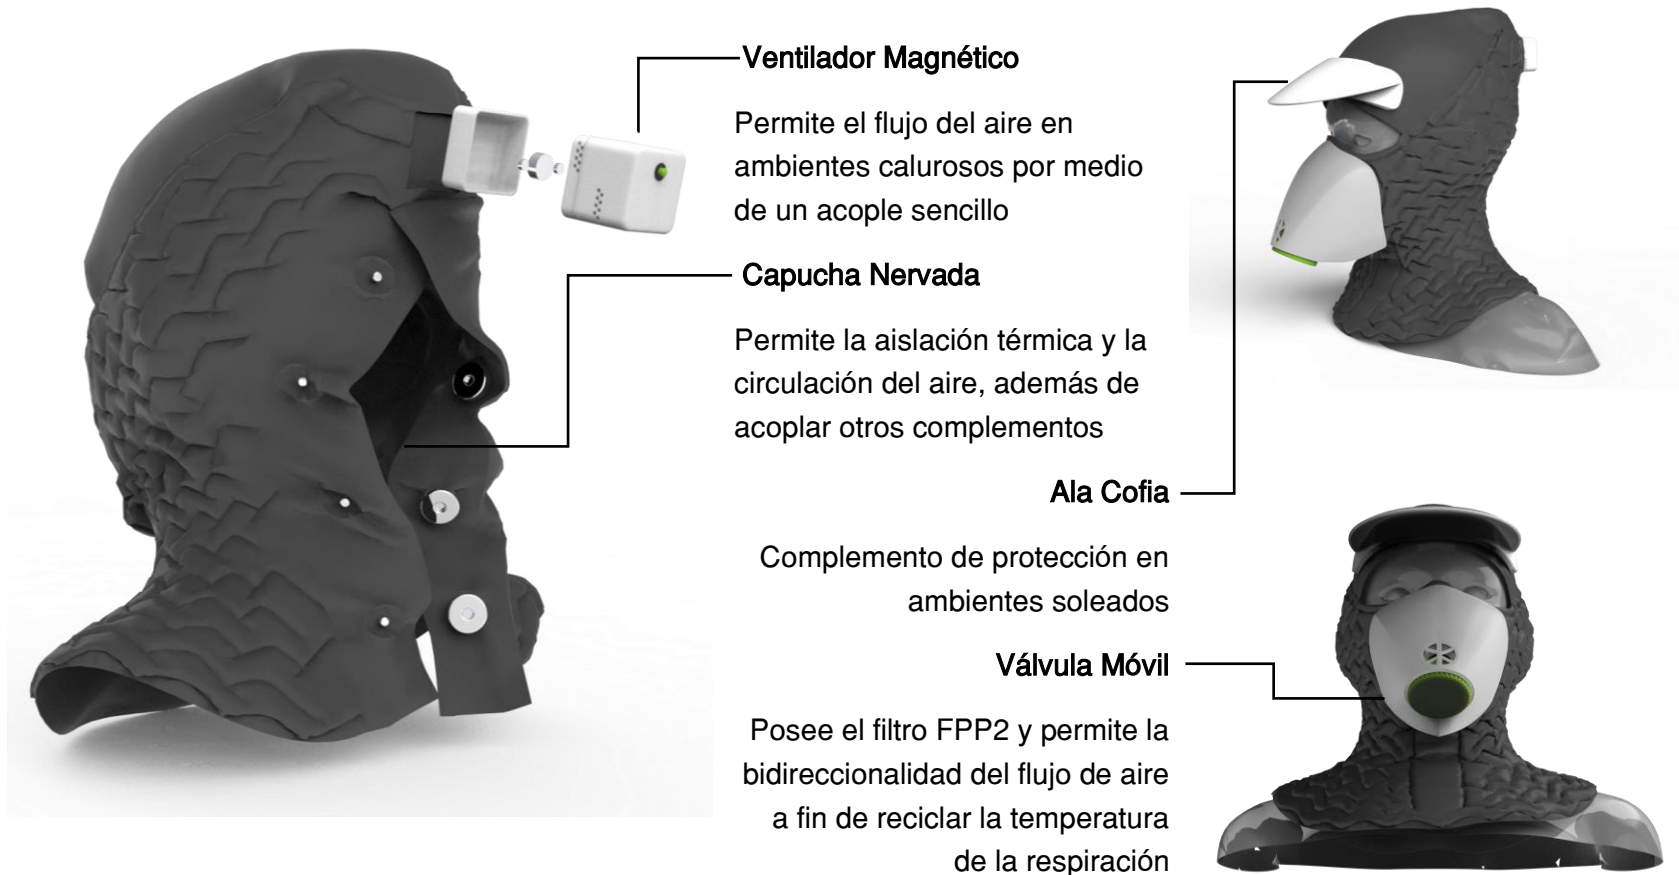 Ventilador Magnético
Permite el flujo del aire en
ambientes calurosos por medio
de un acople sencillo
Capucha Nervada
Permite la aislación térmica y la
circulación del aire, además de
acoplar otros complementos
Ala Cofia
Complemento de protección en
ambientes soleados
Válvula Móvil
Posee el filtro FPP2 y permite la
bidireccionalidad del flujo de aire
a fin de reciclar la temperatura
de la respiración